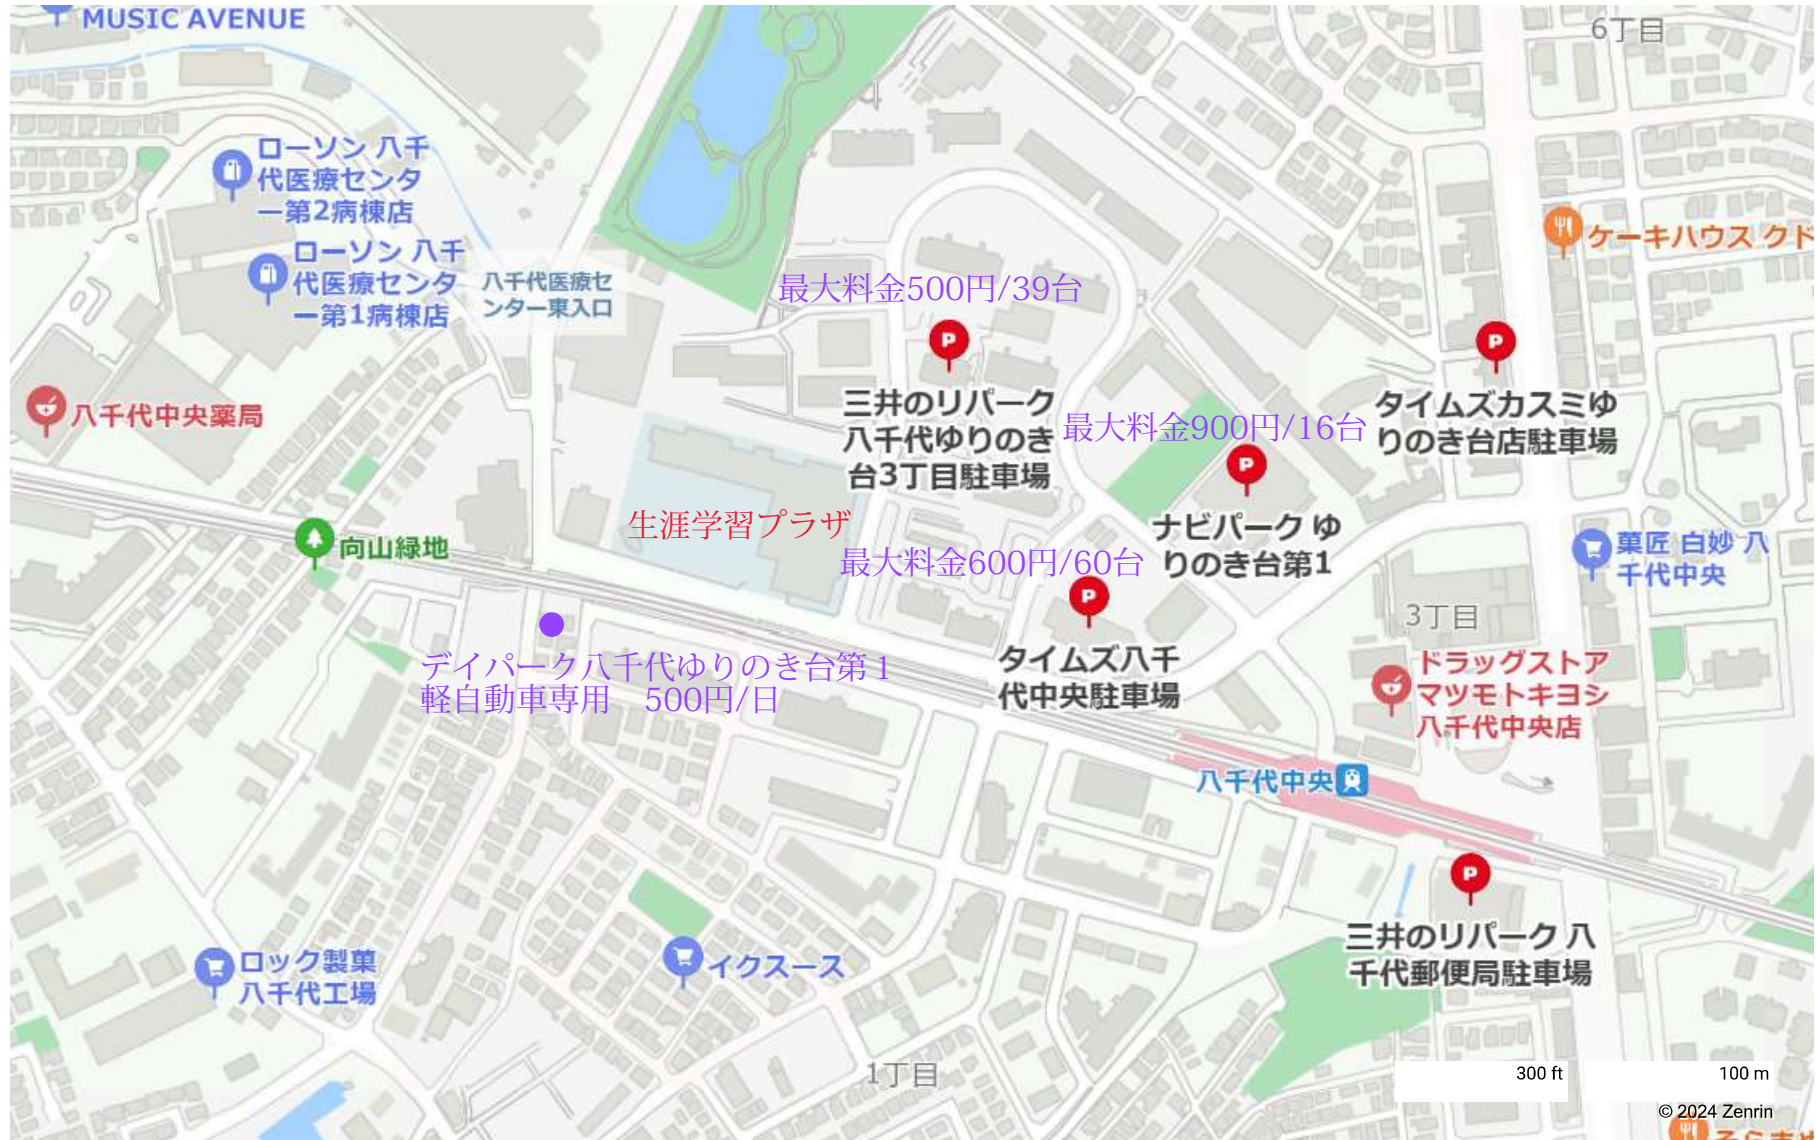 MUSIC AVENUE
6丁目
ローソン 八千
代医療センタ
ー第2病棟店
ローソン 八千
代医療センタ
ー第1病棟店
八千代医療セ
ンター東入口
ケーキハウス クド
最大料金500円/39台
三井のリパーク
八千代ゆりのき
台3丁目駐車場
最大料金900円/16台
タイムズカスミゆ
りのき台店駐車場
八千代中央薬局
生涯学習プラザ
ナビパーク ゆ
りのき台第1
向山緑地
最大料金600円/60台
菓匠 白妙 八
千代中央
3丁目
デイパーク八千代ゆりのき台第1
軽自動車専用 500円/日
タイムズ八千
代中央駐車場
ドラッグストア
マツモトキヨシ
八千代中央店
八千代中央
三井のリパーク 八
千代郵便局駐車場
ロック製菓
八千代工場
イクスース
1丁目
300 ft
100 m
© 2024 Zenrin